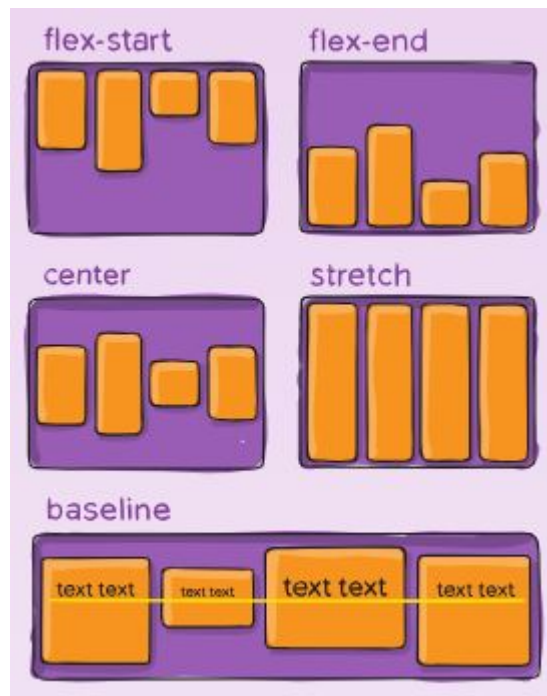 flex-start
flex-end
center
stretch
baseline
text text
text text
text text
text text